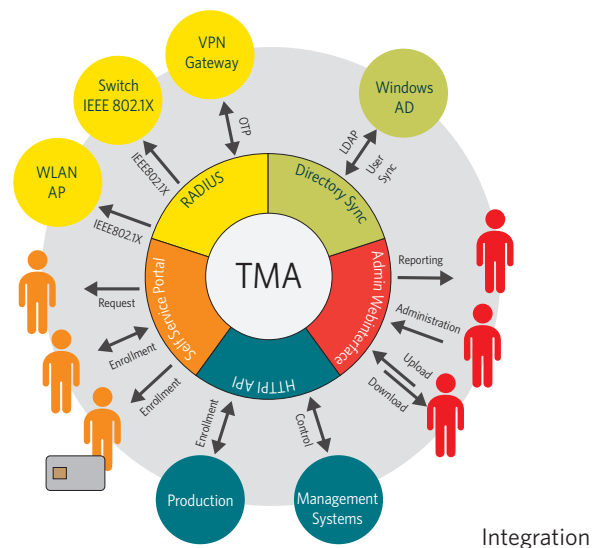 VPN
Gateway
Switch
IEEE 802.1X
Windows
AD
OTP
LDAP
User
Sync
WLAN
AP
IEEE802.1X
IEEE802.1X
RADIUS
Directory Sync
Reporting
TMA
Request
Self Service Portal
Admin Webinterface
Administration
Enrollment
Upload
Enrollment
Download
HTTPI API
Enrollment
Control
Production
Management
Systems
Integration